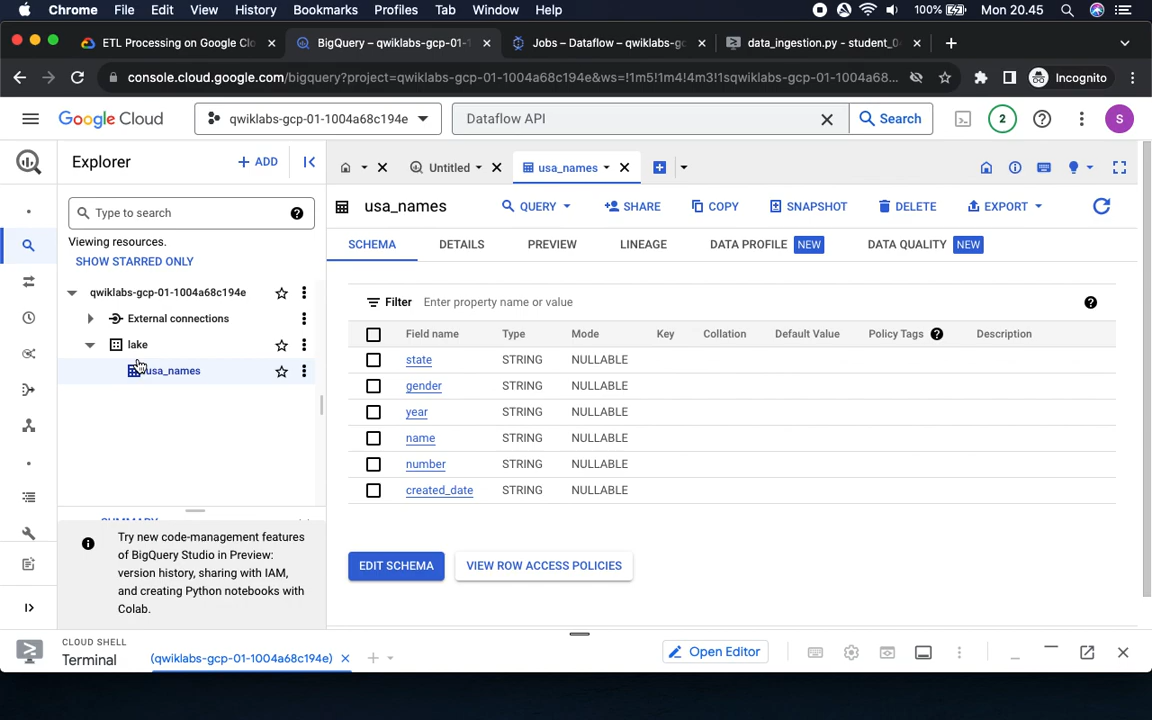 Chrome File Edit View History Bookmarks Profiles Tab Window Help 100% Mon 20.45
ETL Processing on Google Clo BigQuery – qwiklabs-gcp-01-1 Jobs – Dataflow – qwiklabs-gc data_ingestion.py - student_0
console.cloud.google.com/bigquery?project=qwiklabs-gcp-01-1004a68c194e&ws=!1m5!1m4!4m3!1sqwiklabs-gcp-01-1004a68... Incognito
Google Cloud qwiklabs-gcp-01-1004a68c194e Dataflow API Search 2 S
Explorer + ADD Untitled usa_names
usa_names QUERY SHARE COPY SNAPSHOT DELETE EXPORT
Type to search
Viewing resources.
SHOW STARRED ONLY
SCHEMA DETAILS PREVIEW LINEAGE DATA PROFILE NEW DATA QUALITY NEW
qwiklabs-gcp-01-1004a68c194e
External connections
lake
usa_names
Filter Enter property name or value
Field name Type Mode Key Collation Default Value Policy Tags Description
state STRING NULLABLE
gender STRING NULLABLE
year STRING NULLABLE
name STRING NULLABLE
number STRING NULLABLE
created_date STRING NULLABLE
SUMMARY
Try new code-management features
of BigQuery Studio in Preview:
version history, sharing with IAM,
and creating Python notebooks with
Colab.
EDIT SCHEMA VIEW ROW ACCESS POLICIES
CLOUD SHELL
Terminal (qwiklabs-gcp-01-1004a68c194e) Open Editor